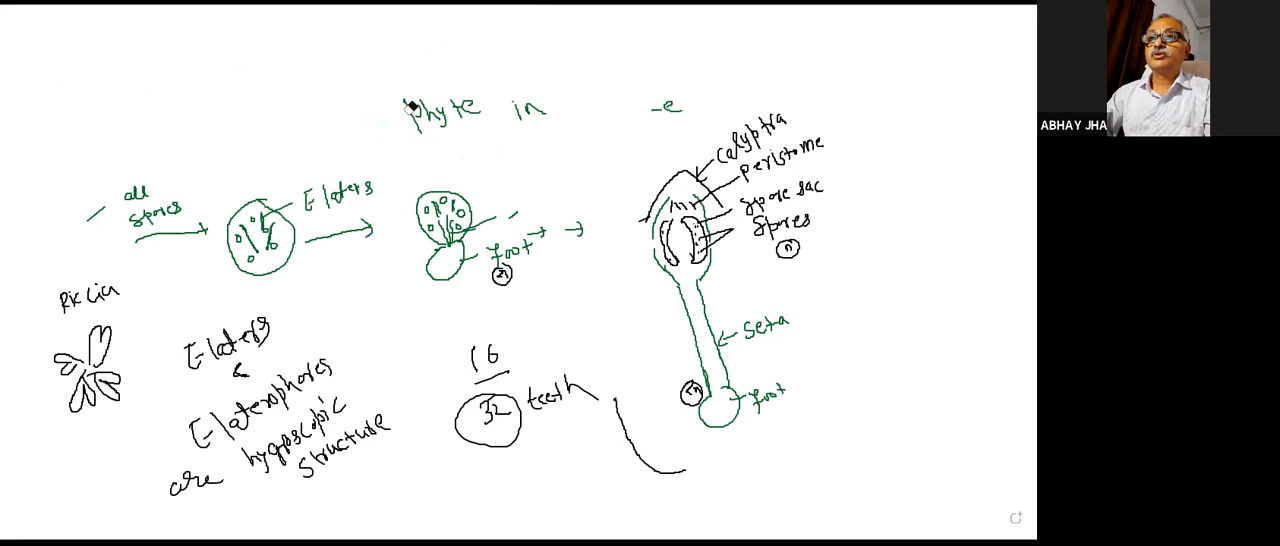 phyte in -e
calyptra
peristome
spore sac
spores
n
all
spores
Elaters
foot
2n
Riccia
Elaters
&
Elaterophores
are hygoscopic
structure
16
32 teeth
seta
2n
foot
ABHAY JHA